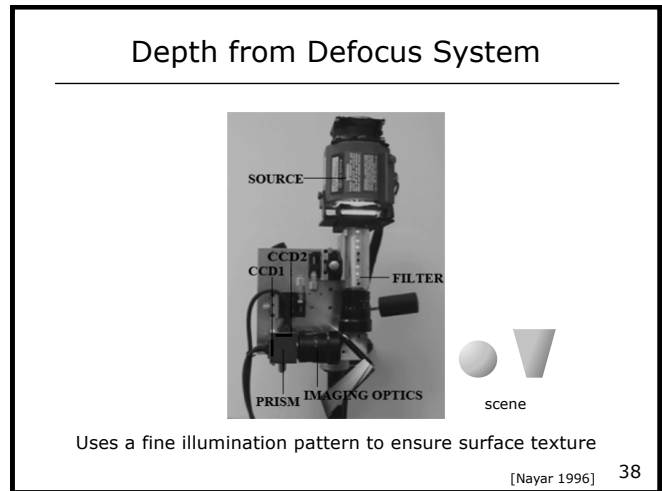 Depth from Defocus System
SOURCE
CCD2
CCD1
FILTER
PRISM
IMAGING OPTICS
scene
Uses a fine illumination pattern to ensure surface texture
[Nayar 1996]
38